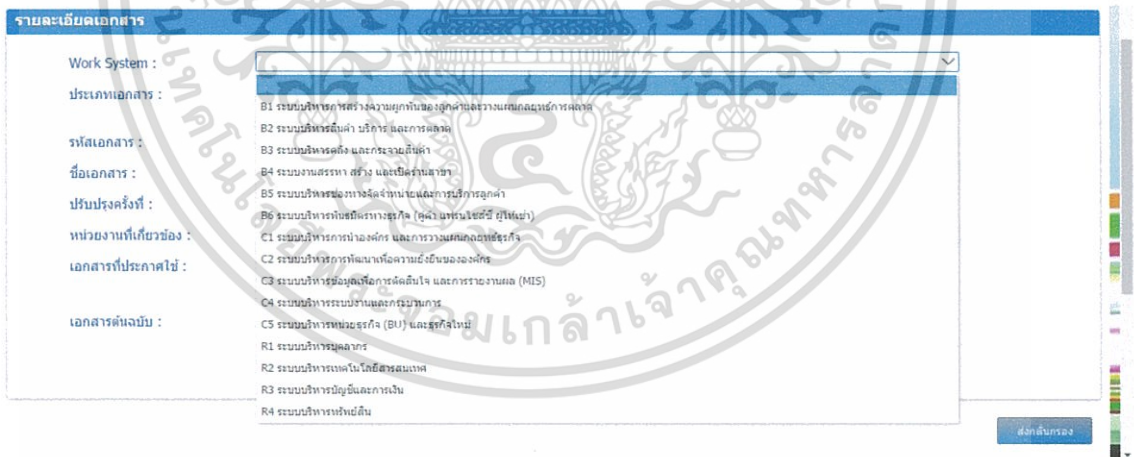 รายละเอียดเอกสาร
Work System :
ประเภทเอกสาร :
รหัสเอกสาร :
ชื่อเอกสาร :
ปรับปรุงครั้งที่ :
หน่วยงานที่เกี่ยวข้อง :
เอกสารที่ประกาศใช้ :
เอกสารต้นฉบับ :
B1 ระบบบริหารการสร้างความผูกพันของลูกค้าและวางแผนกลยุทธ์การตลาด
B2 ระบบบริหารสินค้า บริการ และการตลาด
B3 ระบบบริหารคลัง และกระจายสินค้า
B4 ระบบงานสรรหา สร้าง และเปิดร้านสาขา
B5 ระบบบริหารช่องทางจัดจำหน่ายและการบริการลูกค้า
B6 ระบบบริหารพันธมิตรทางธุรกิจ (คู่ค้า แฟรนไชส์ซี ผู้ให้เช่า)
C1 ระบบบริหารการนำองค์กร และการวางแผนกลยุทธ์ธุรกิจ
C2 ระบบบริหารการพัฒนาเพื่อความยั่งยืนขององค์กร
C3 ระบบบริหารข้อมูลเพื่อการตัดสินใจ และการรายงานผล (MIS)
C4 ระบบบริหารระบบงานและกระบวนการ
C5 ระบบบริหารหน่วยธุรกิจ (BU) และธุรกิจใหม่
R1 ระบบบริหารบุคลากร
R2 ระบบบริหารเทคโนโลยีสารสนเทศ
R3 ระบบบริหารบัญชีและการเงิน
R4 ระบบบริหารทรัพย์สิน
ส่งกลั่นกรอง